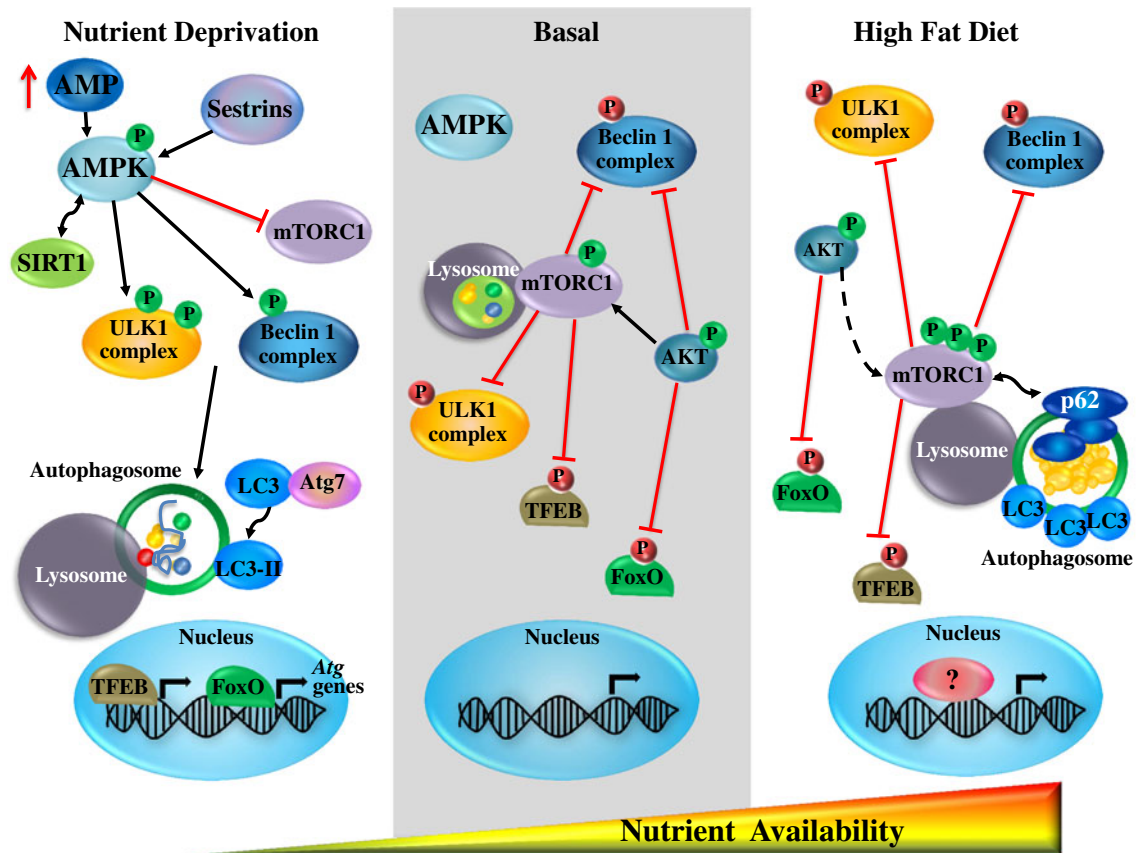 Nutrient Deprivation
AMP
Sestrins
P
AMPK
mTORC1
SIRT1
P
P
ULK1
complex
P
Beclin 1
complex
Autophagosome
LC3
Atg7
LC3-II
Lysosome
Nucleus
TFEB
FoxO
Atg
genes
Basal
AMPK
P
Beclin 1
complex
Lysosome
P
mTORC1
P
AKT
P
ULK1
complex
P
TFEB
P
FoxO
Nucleus
High Fat Diet
P
ULK1
complex
P
Beclin 1
complex
P
AKT
P
P
P
mTORC1
p62
Lysosome
P
FoxO
LC3
LC3
LC3
Autophagosome
P
TFEB
Nucleus
?
Nutrient Availability